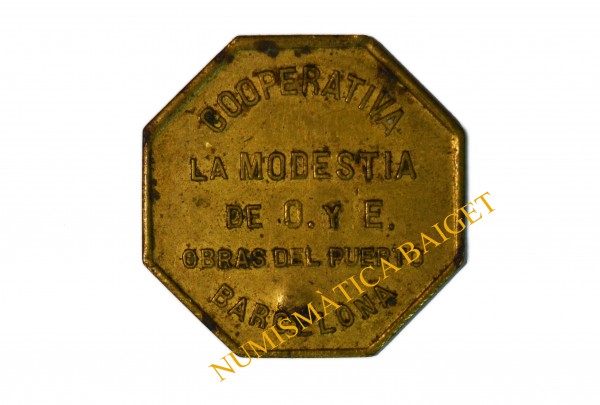 COOPERATIVA
LA MODESTIA
DE O. Y E.
OBRAS DEL PUERTO
BARCELONA
NUMISMÀTICA BAIGET